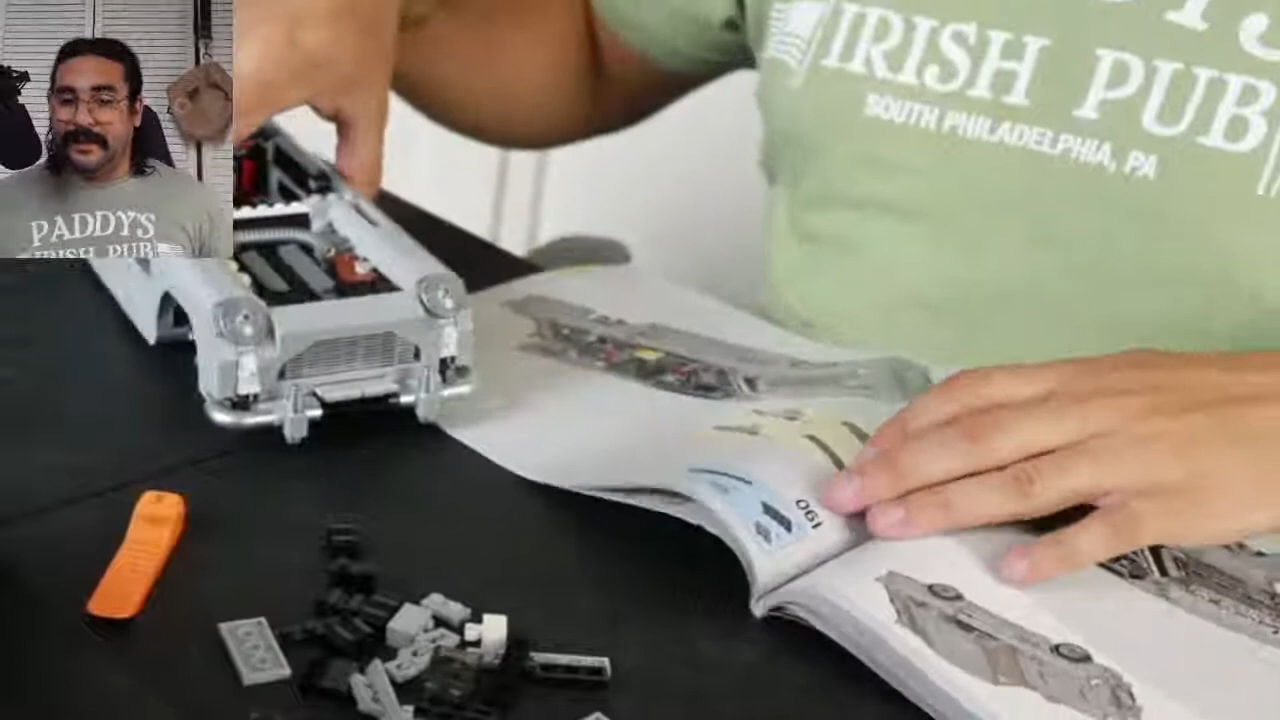 PADDY'S
IRISH PUB
IRISH PUB
SOUTH PHILADELPHIA, PA
190